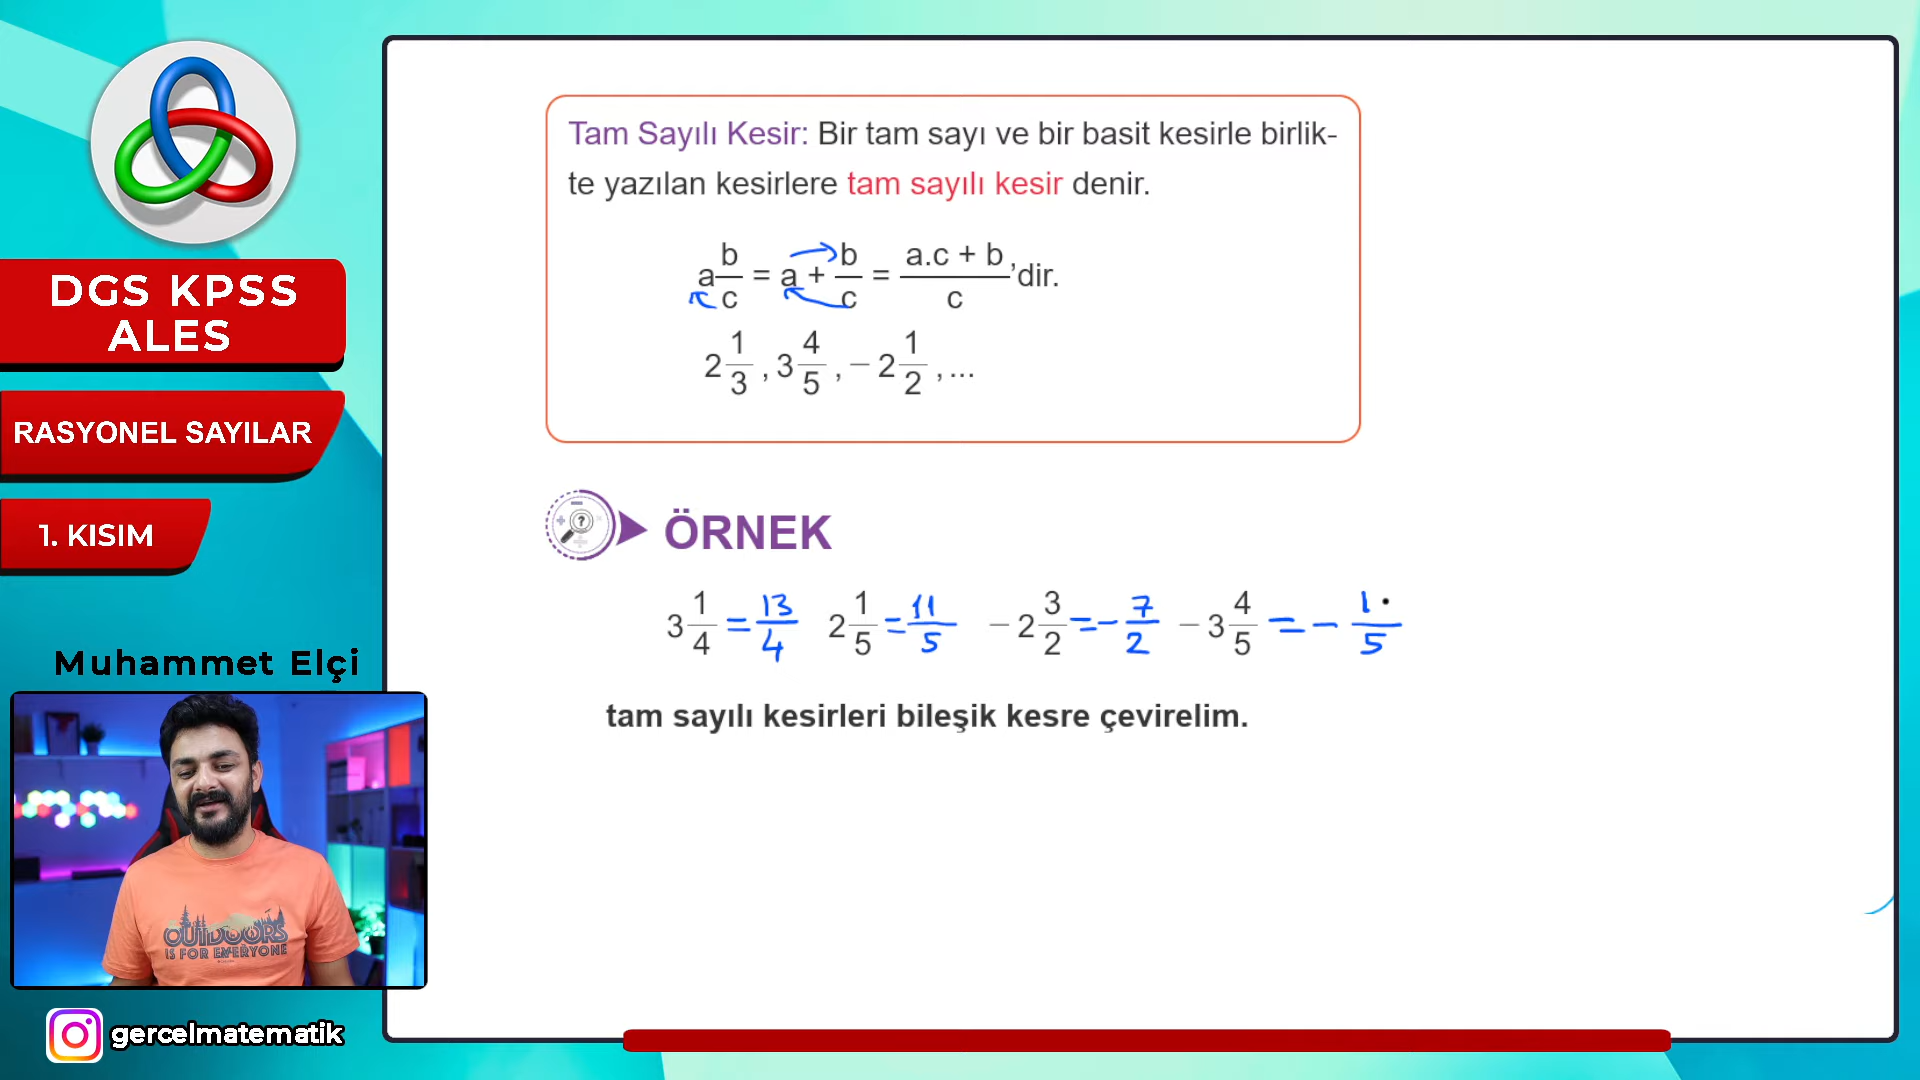 DGS KPSS
ALES
RASYONEL SAYILAR
1. KISIM
Muhammet Elçi
OUTDOORS
IS FOR EVERYONE
gercelmatematik
Tam Sayılı Kesir: Bir tam sayı ve bir basit kesirle birlik-
te yazılan kesirlere tam sayılı kesir denir.
a b/c = a + b/c = (a.c + b)/c 'dir.
2 1/3 , 3 4/5 , − 2 1/2 , ...
ÖRNEK
3 1/4 = 13/4 2 1/5 = 11/5 − 2 3/2 = − 7/2 − 3 4/5 = − 1/5
tam sayılı kesirleri bileşik kesre çevirelim.